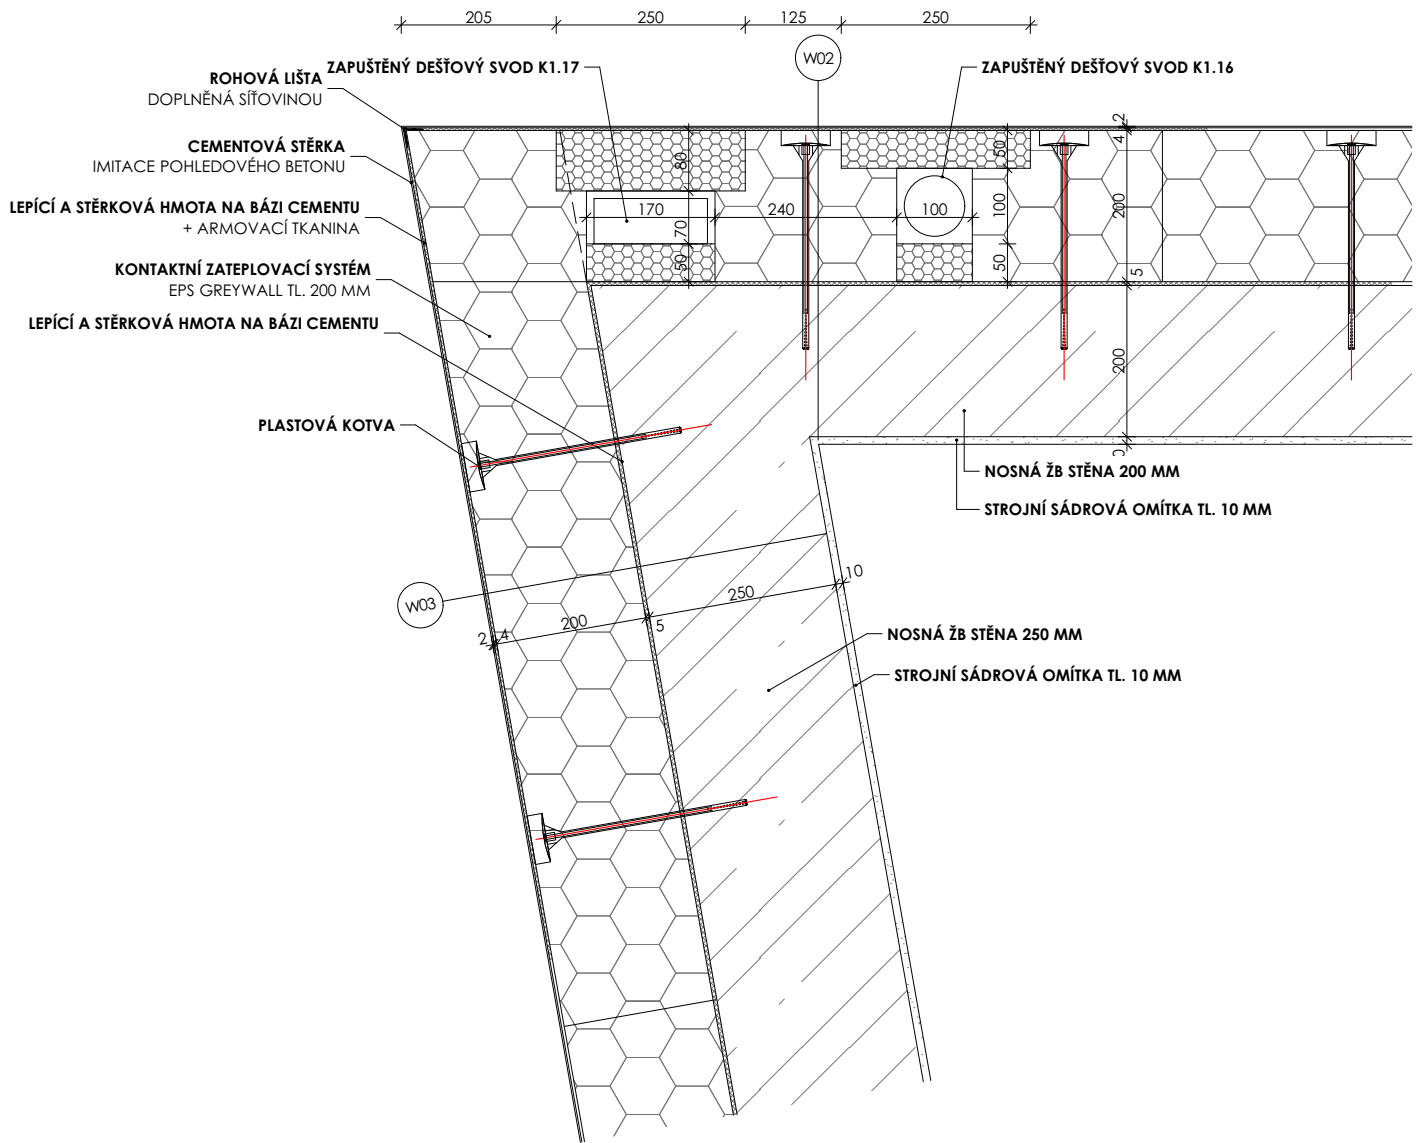 205
250
125
250
W02
ZAPUŠTĚNÝ DEŠŤOVÝ SVOD K1.17
ZAPUŠTĚNÝ DEŠŤOVÝ SVOD K1.16
ROHOVÁ LIŠTA
DOPLNĚNÁ SÍŤOVINOU
CEMENTOVÁ STĚRKA
IMITACE POHLEDOVÉHO BETONU
LEPÍCÍ A STĚRKOVÁ HMOTA NA BÁZI CEMENTU
+ ARMOVACÍ TKANINA
KONTAKTNÍ ZATEPLOVACÍ SYSTÉM
EPS GREYWALL TL. 200 MM
LEPÍCÍ A STĚRKOVÁ HMOTA NA BÁZI CEMENTU
PLASTOVÁ KOTVA
80
170
70
50
240
50
100
100
50
2
4
200
5
200
NOSNÁ ŽB STĚNA 200 MM
STROJNÍ SÁDROVÁ OMÍTKA TL. 10 MM
W03
2
4
200
5
250
10
NOSNÁ ŽB STĚNA 250 MM
STROJNÍ SÁDROVÁ OMÍTKA TL. 10 MM